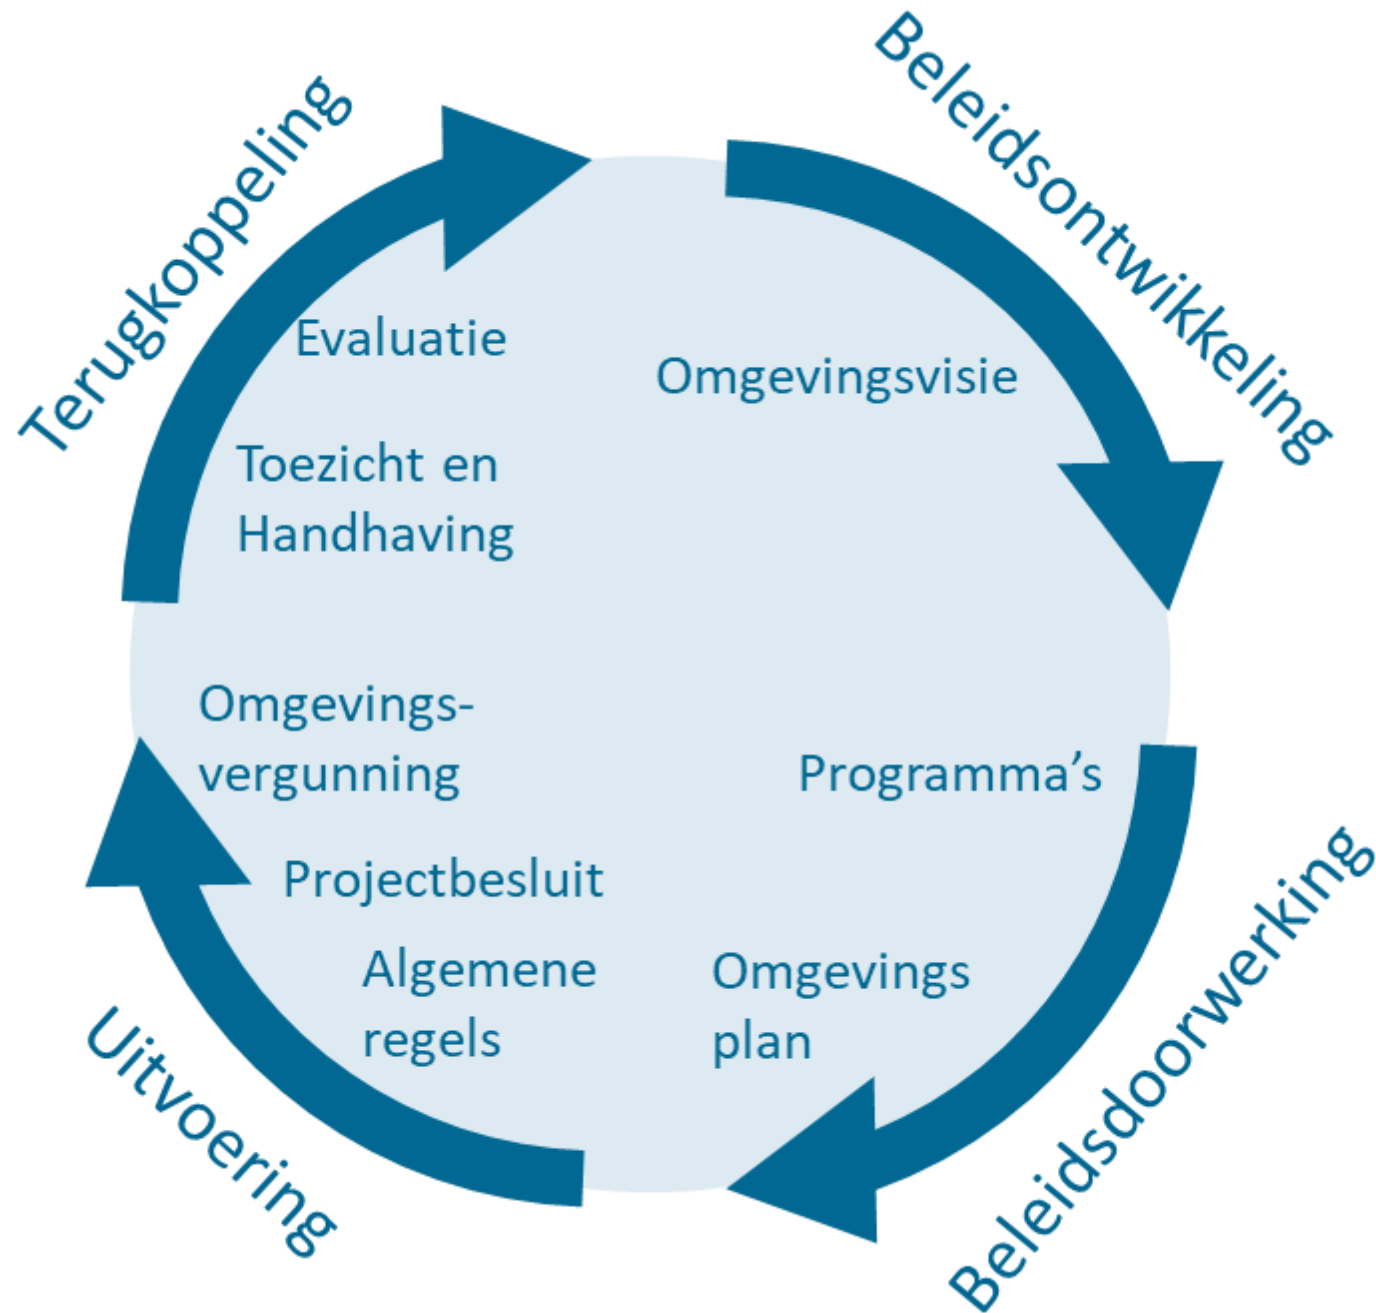 Beleidsontwikkeling
Omgevingsvisie
Beleidsdoorwerking
Programma's
Omgevings
plan
Uitvoering
Algemene
regels
Projectbesluit
Omgevings-
vergunning
Terugkoppeling
Toezicht en
Handhaving
Evaluatie